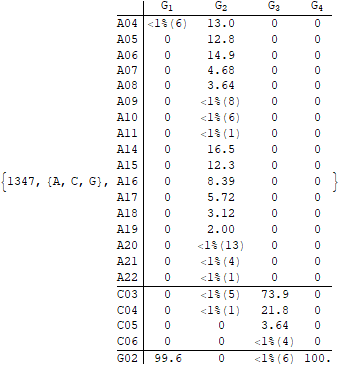 G1 G2 G3 G4
A04 <1%(6) 13.0 0 0
A05 0 12.8 0 0
A06 0 14.9 0 0
A07 0 4.68 0 0
A08 0 3.64 0 0
A09 0 <1%(8) 0 0
A10 0 <1%(6) 0 0
A11 0 <1%(1) 0 0
A14 0 16.5 0 0
A15 0 12.3 0 0
{1347, {A, C, G}, A16 0 8.39 0 0 }
A17 0 5.72 0 0
A18 0 3.12 0 0
A19 0 2.00 0 0
A20 0 <1%(13) 0 0
A21 0 <1%(4) 0 0
A22 0 <1%(1) 0 0
C03 0 <1%(5) 73.9 0
C04 0 <1%(1) 21.8 0
C05 0 0 3.64 0
C06 0 0 <1%(4) 0
G02 99.6 0 <1%(6) 100.